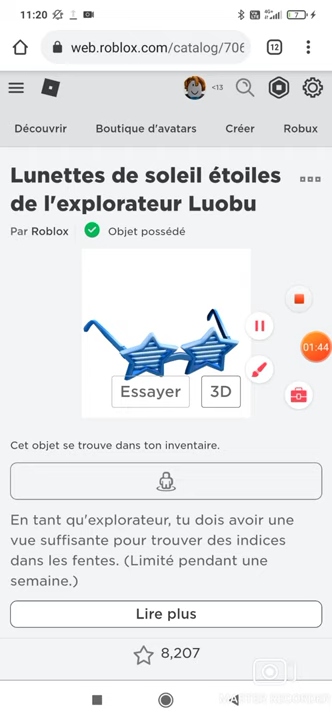 11:20
4G+
7
web.roblox.com/catalog/706
12
<13
Découvrir
Boutique d'avatars
Créer
Robux
Lunettes de soleil étoiles
de l'explorateur Luobu
Par Roblox
Objet possédé
01:44
Essayer
3D
Cet objet se trouve dans ton inventaire.
En tant qu'explorateur, tu dois avoir une
vue suffisante pour trouver des indices
dans les fentes. (Limité pendant une
semaine.)
Lire plus
8,207